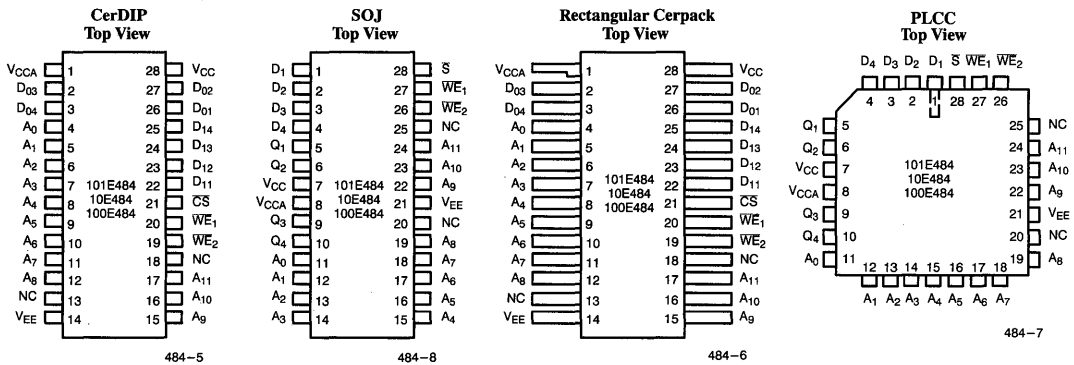 CerDIP
Top View
VCCA 1 28 VCC
D03 2 27 D02
D04 3 26 D01
A0 4 25 D14
A1 5 24 D13
A2 6 23 D12
A3 7 101E484 22 D11
A4 8 10E484 21 C̅S̅
A5 9 100E484 20 W̅E̅1
A6 10 19 W̅E̅2
A7 11 18 NC
A8 12 17 A11
NC 13 16 A10
VEE 14 15 A9
484-5
SOJ
Top View
D1 1 28 S̅
D2 2 27 W̅E̅1
D3 3 26 W̅E̅2
D4 4 25 NC
Q1 5 24 A11
Q2 6 23 A10
VCC 7 101E484 22 A9
VCCA 8 10E484 21 VEE
Q3 9 100E484 20 NC
Q4 10 19 A8
A0 11 18 A7
A1 12 17 A6
A2 13 16 A5
A3 14 15 A4
484-8
Rectangular Cerpack
Top View
VCCA 1 28 VCC
D03 2 27 D02
D04 3 26 D01
A0 4 25 D14
A1 5 24 D13
A2 6 23 D12
A3 7 101E484 22 D11
A4 8 10E484 21 C̅S̅
A5 9 100E484 20 W̅E̅1
A6 10 19 W̅E̅2
A7 11 18 NC
A8 12 17 A11
NC 13 16 A10
VEE 14 15 A9
484-6
PLCC
Top View
D4 D3 D2 D1 S̅ W̅E̅1 W̅E̅2
4 3 2 1 28 27 26
Q1 5 25 NC
Q2 6 24 A11
VCC 7 101E484 23 A10
VCCA 8 10E484 22 A9
Q3 9 100E484 21 VEE
Q4 10 20 NC
A0 11 19 A8
12 13 14 15 16 17 18
A1 A2 A3 A4 A5 A6 A7
484-7